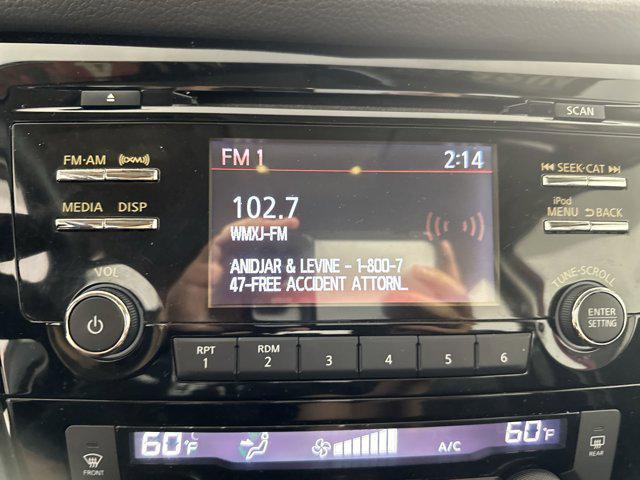 SCAN
FM·AM
(XM)
FM 1
2:14
SEEK·CAT
MEDIA DISP
102.7
WMXJ-FM
iPod
MENU BACK
ANIDJAR & LEVINE - 1-800-7
47-FREE ACCIDENT ATTORN...
VOL
TUNE·SCROLL
ENTER
SETTING
RPT
1
RDM
2
3
4
5
6
60°F
A/C
60°F
FRONT
REAR